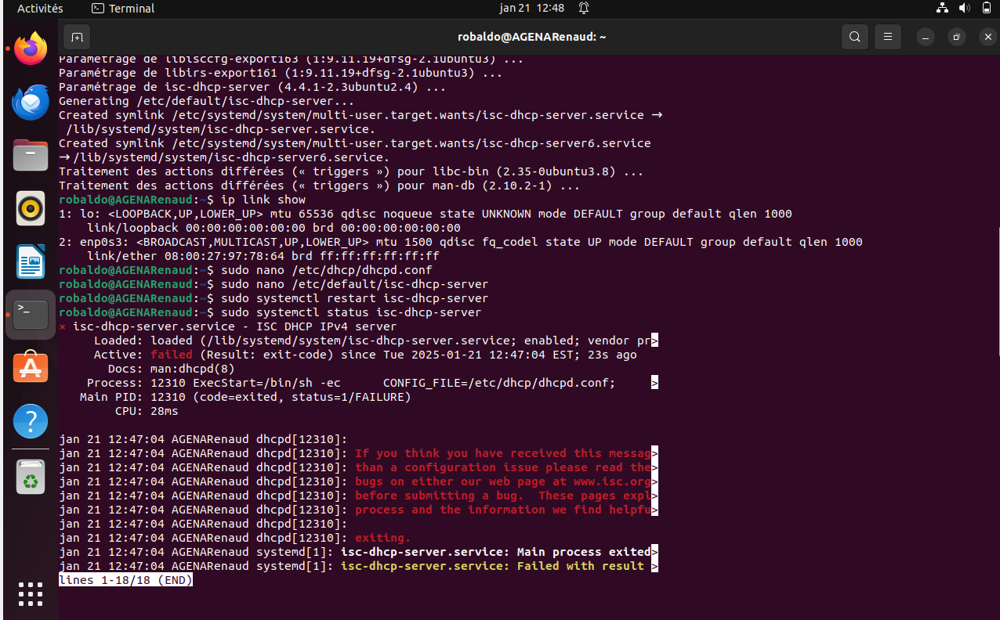 Activités
Terminal
jan 21 12:48
robaldo@AGENARenaud: ~
Paramétrage de libisccfg-export163 (1:9.11.19+dfsg-2.1ubuntu3) ...
Paramétrage de libirs-export161 (1:9.11.19+dfsg-2.1ubuntu3) ...
Paramétrage de isc-dhcp-server (4.4.1-2.3ubuntu2.4) ...
Generating /etc/default/isc-dhcp-server...
Created symlink /etc/systemd/system/multi-user.target.wants/isc-dhcp-server.service →
/lib/systemd/system/isc-dhcp-server.service.
Created symlink /etc/systemd/system/multi-user.target.wants/isc-dhcp-server6.service
→ /lib/systemd/system/isc-dhcp-server6.service.
Traitement des actions différées (« triggers ») pour libc-bin (2.35-0ubuntu3.8) ...
Traitement des actions différées (« triggers ») pour man-db (2.10.2-1) ...
robaldo@AGENARenaud:~$ ip link show
1: lo: <LOOPBACK,UP,LOWER_UP> mtu 65536 qdisc noqueue state UNKNOWN mode DEFAULT group default qlen 1000
link/loopback 00:00:00:00:00:00 brd 00:00:00:00:00:00
2: enp0s3: <BROADCAST,MULTICAST,UP,LOWER_UP> mtu 1500 qdisc fq_codel state UP mode DEFAULT group default qlen 1000
link/ether 08:00:27:97:78:64 brd ff:ff:ff:ff:ff:ff
robaldo@AGENARenaud:~$ sudo nano /etc/dhcp/dhcpd.conf
robaldo@AGENARenaud:~$ sudo nano /etc/default/isc-dhcp-server
robaldo@AGENARenaud:~$ sudo systemctl restart isc-dhcp-server
robaldo@AGENARenaud:~$ sudo systemctl status isc-dhcp-server
× isc-dhcp-server.service - ISC DHCP IPv4 server
Loaded: loaded (/lib/systemd/system/isc-dhcp-server.service; enabled; vendor pr>
Active: failed (Result: exit-code) since Tue 2025-01-21 12:47:04 EST; 23s ago
Docs: man:dhcpd(8)
Process: 12310 ExecStart=/bin/sh -ec CONFIG_FILE=/etc/dhcp/dhcpd.conf; >
Main PID: 12310 (code=exited, status=1/FAILURE)
CPU: 28ms
jan 21 12:47:04 AGENARenaud dhcpd[12310]:
jan 21 12:47:04 AGENARenaud dhcpd[12310]: If you think you have received this messag>
jan 21 12:47:04 AGENARenaud dhcpd[12310]: than a configuration issue please read the>
jan 21 12:47:04 AGENARenaud dhcpd[12310]: bugs on either our web page at www.isc.org>
jan 21 12:47:04 AGENARenaud dhcpd[12310]: before submitting a bug. These pages expl>
jan 21 12:47:04 AGENARenaud dhcpd[12310]: process and the information we find helpfu>
jan 21 12:47:04 AGENARenaud dhcpd[12310]:
jan 21 12:47:04 AGENARenaud dhcpd[12310]: exiting.
jan 21 12:47:04 AGENARenaud systemd[1]: isc-dhcp-server.service: Main process exited>
jan 21 12:47:04 AGENARenaud systemd[1]: isc-dhcp-server.service: Failed with result >
lines 1-18/18 (END)